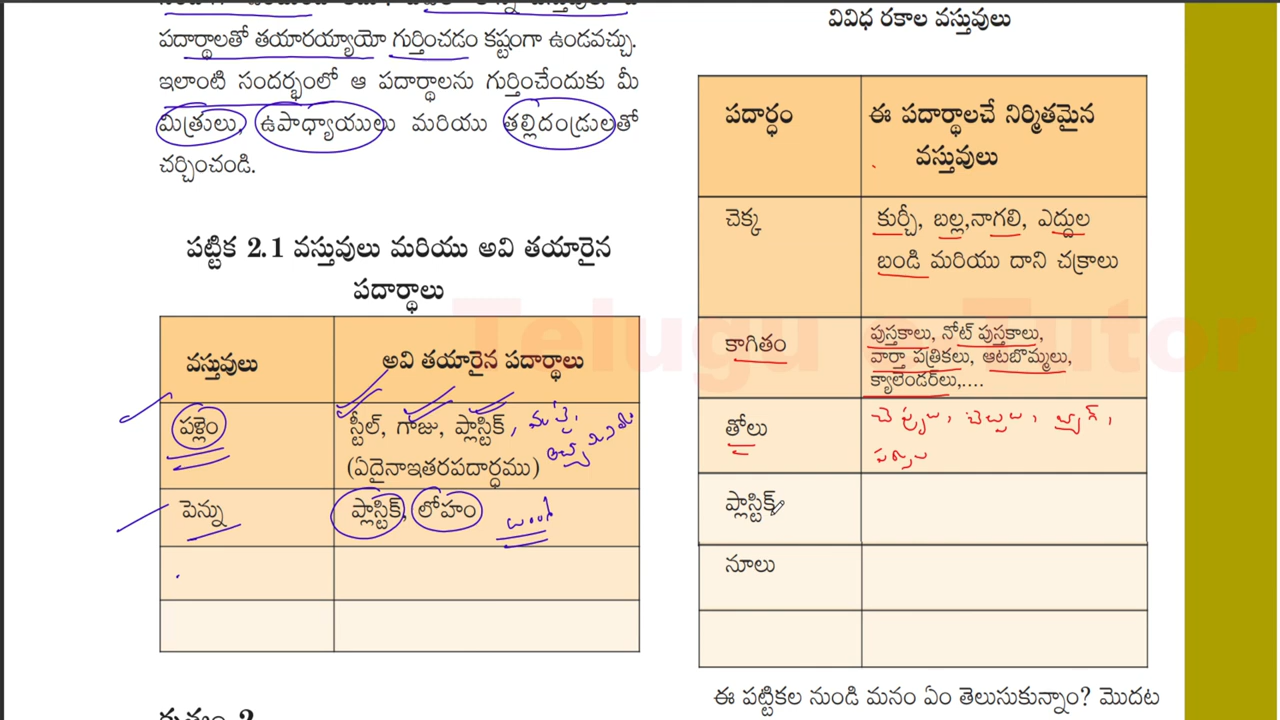 పదార్థాలతో తయారయ్యాయో గుర్తించడం కష్టంగా ఉండవచ్చు.
ఇలాంటి సందర్భంలో ఆ పదార్థాలను గుర్తించేందుకు మీ
మిత్రులు, ఉపాధ్యాయులు మరియు తల్లిదండ్రులతో
చర్చించండి.
పట్టిక 2.1 వస్తువులు మరియు అవి తయారైన
పదార్థాలు
వస్తువులు అవి తయారైన పదార్థాలు
పళ్లెం స్టీల్, గాజు, ప్లాస్టిక్,
(ఏదైనాఇతరపదార్థము)
పెన్ను ప్లాస్టిక్, లోహం
వివిధ రకాల వస్తువులు
పదార్థం ఈ పదార్థాలచే నిర్మితమైన
వస్తువులు
చెక్క కుర్చీ, బల్ల,నాగలి, ఎద్దుల
బండి మరియు దాని చక్రాలు
కాగితం పుస్తకాలు, నోట్ పుస్తకాలు,
వార్తా పత్రికలు, ఆటబొమ్మలు,
క్యాలెండర్‌లు,....
తోలు చెప్పులు,
ప్లాస్టిక్
నూలు
ఈ పట్టికల నుండి మనం ఏం తెలుసుకున్నాం? మొదట
Telugu e Tutor